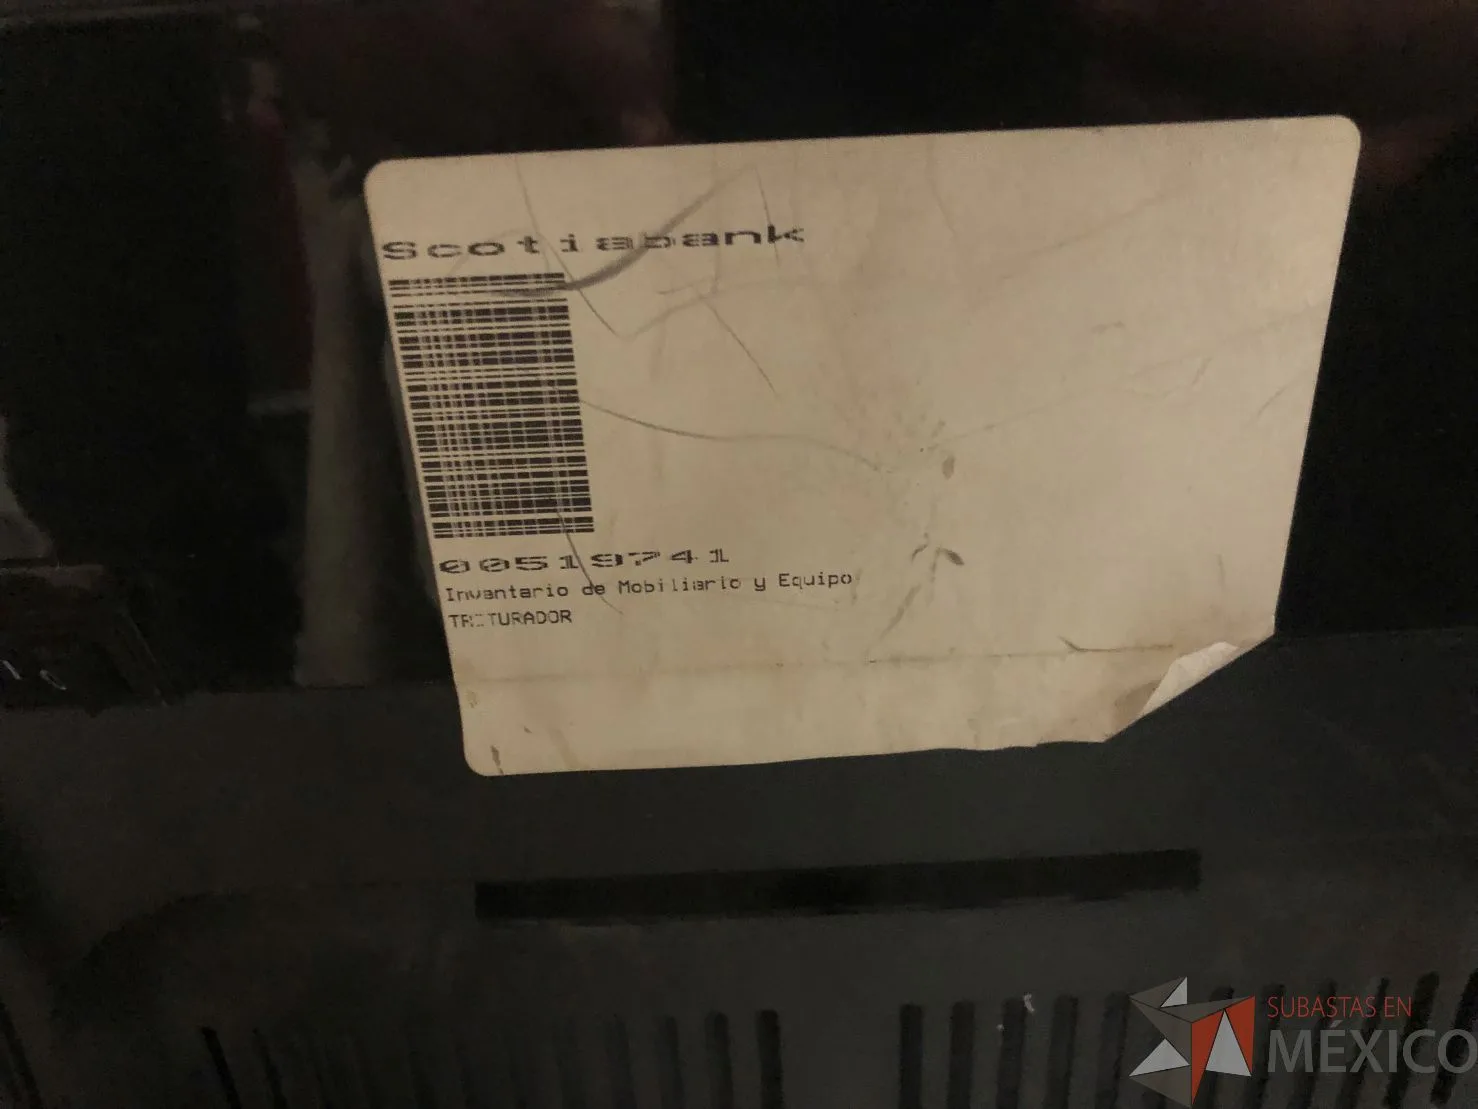 Scotiabank
00519741
Inventario de Mobiliario y Equipo
TRITURADOR
SUBASTAS EN
MÉXICO